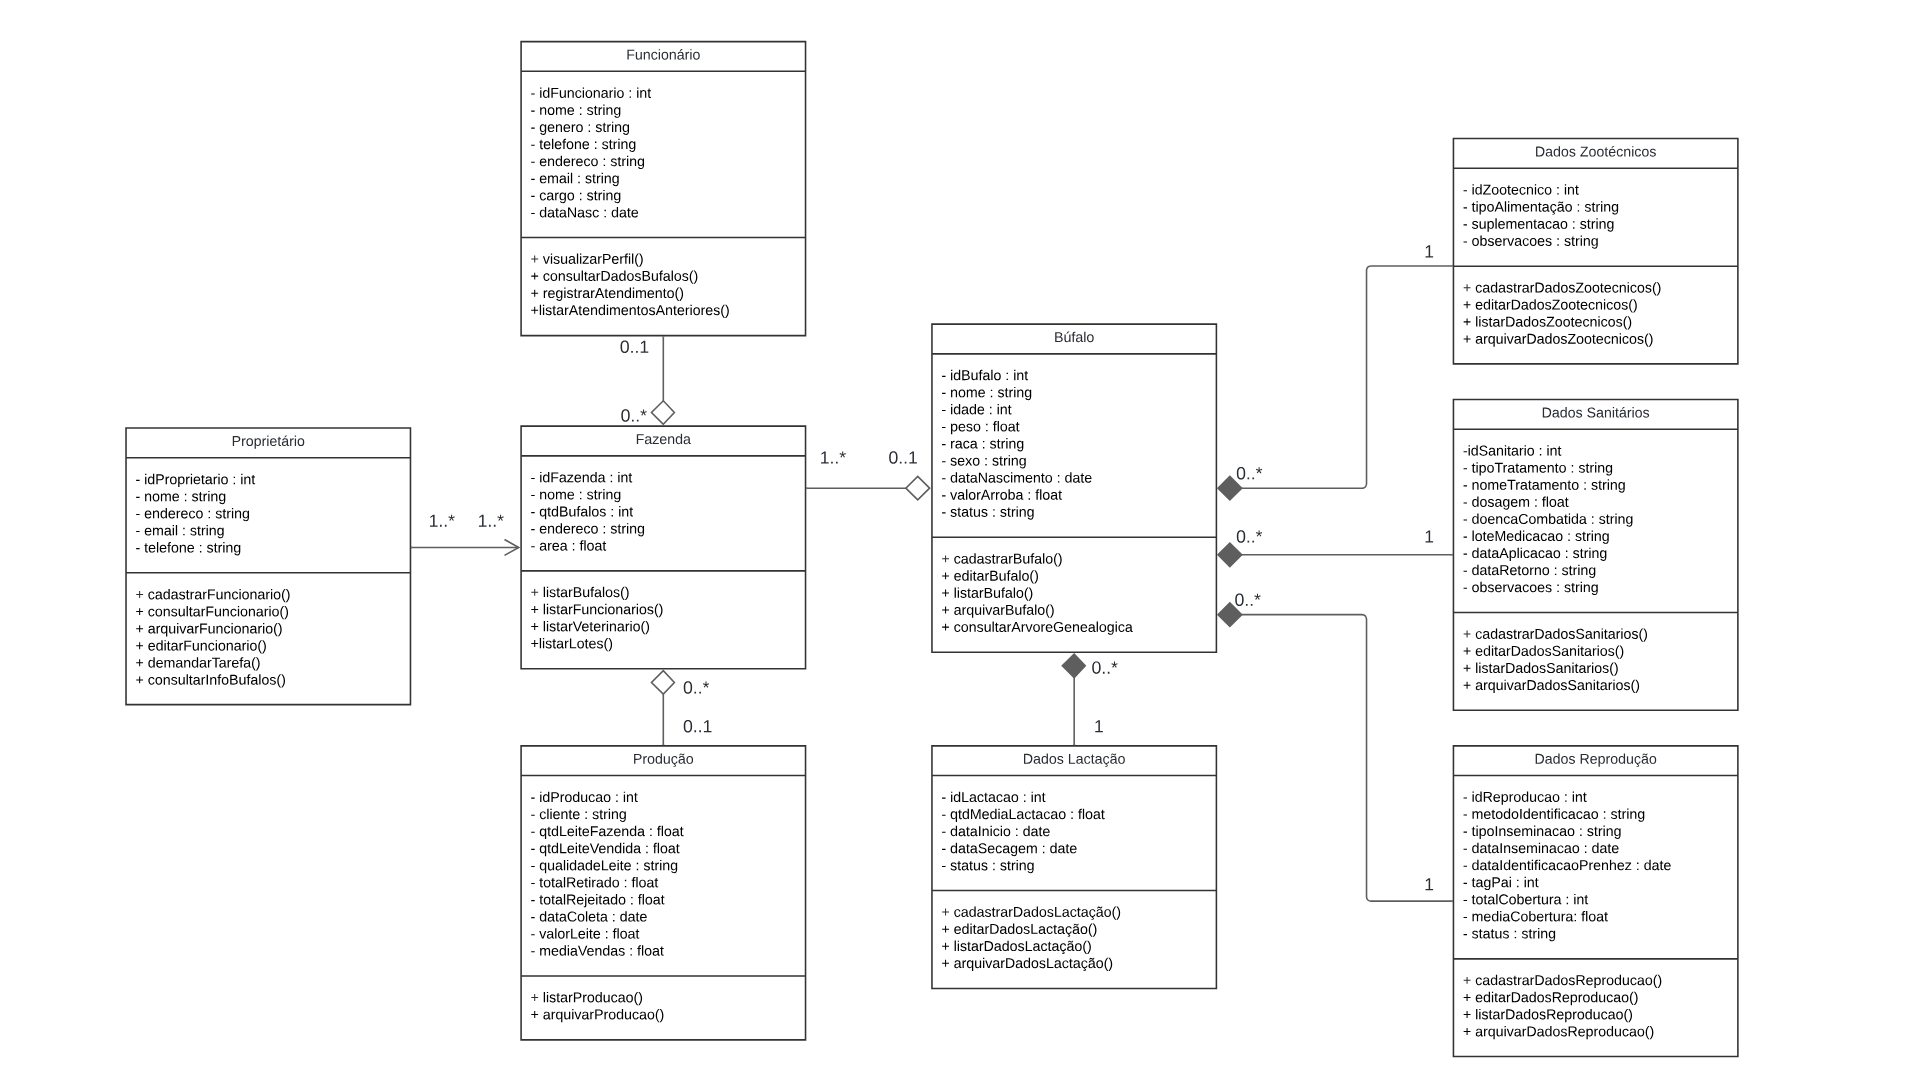 Funcionário
- idFuncionario : int
- nome : string
- genero : string
- telefone : string
- endereco : string
- email : string
- cargo : string
- dataNasc : date
+ visualizarPerfil()
+ consultarDadosBufalos()
+ registrarAtendimento()
+listarAtendimentosAnteriores()
0..1
0..*
Proprietário
- idProprietario : int
- nome : string
- endereco : string
- email : string
- telefone : string
+ cadastrarFuncionario()
+ consultarFuncionario()
+ arquivarFuncionario()
+ editarFuncionario()
+ demandarTarefa()
+ consultarInfoBufalos()
1..* 1..*
Fazenda
- idFazenda : int
- nome : string
- qtdBufalos : int
- endereco : string
- area : float
+ listarBufalos()
+ listarFuncionarios()
+ listarVeterinario()
+listarLotes()
1..* 0..1
0..*
0..1
Produção
- idProducao : int
- cliente : string
- qtdLeiteFazenda : float
- qtdLeiteVendida : float
- qualidadeLeite : string
- totalRetirado : float
- totalRejeitado : float
- dataColeta : date
- valorLeite : float
- mediaVendas : float
+ listarProducao()
+ arquivarProducao()
Búfalo
- idBufalo : int
- nome : string
- idade : int
- peso : float
- raca : string
- sexo : string
- dataNascimento : date
- valorArroba : float
- status : string
+ cadastrarBufalo()
+ editarBufalo()
+ listarBufalo()
+ arquivarBufalo()
+ consultarArvoreGenealogica
0..*
1
Dados Lactação
- idLactacao : int
- qtdMediaLactacao : float
- dataInicio : date
- dataSecagem : date
- status : string
+ cadastrarDadosLactação()
+ editarDadosLactação()
+ listarDadosLactação()
+ arquivarDadosLactação()
0..*
1
Dados Zootécnicos
- idZootecnico : int
- tipoAlimentação : string
- suplementacao : string
- observacoes : string
+ cadastrarDadosZootecnicos()
+ editarDadosZootecnicos()
+ listarDadosZootecnicos()
+ arquivarDadosZootecnicos()
0..* 1
Dados Sanitários
-idSanitario : int
- tipoTratamento : string
- nomeTratamento : string
- dosagem : float
- doencaCombatida : string
- loteMedicacao : string
- dataAplicacao : string
- dataRetorno : string
- observacoes : string
+ cadastrarDadosSanitarios()
+ editarDadosSanitarios()
+ listarDadosSanitarios()
+ arquivarDadosSanitarios()
0..*
1
Dados Reprodução
- idReproducao : int
- metodoIdentificacao : string
- tipoInseminacao : string
- dataInseminacao : date
- dataIdentificacaoPrenhez : date
- tagPai : int
- totalCobertura : int
- mediaCobertura: float
- status : string
+ cadastrarDadosReproducao()
+ editarDadosReproducao()
+ listarDadosReproducao()
+ arquivarDadosReproducao()